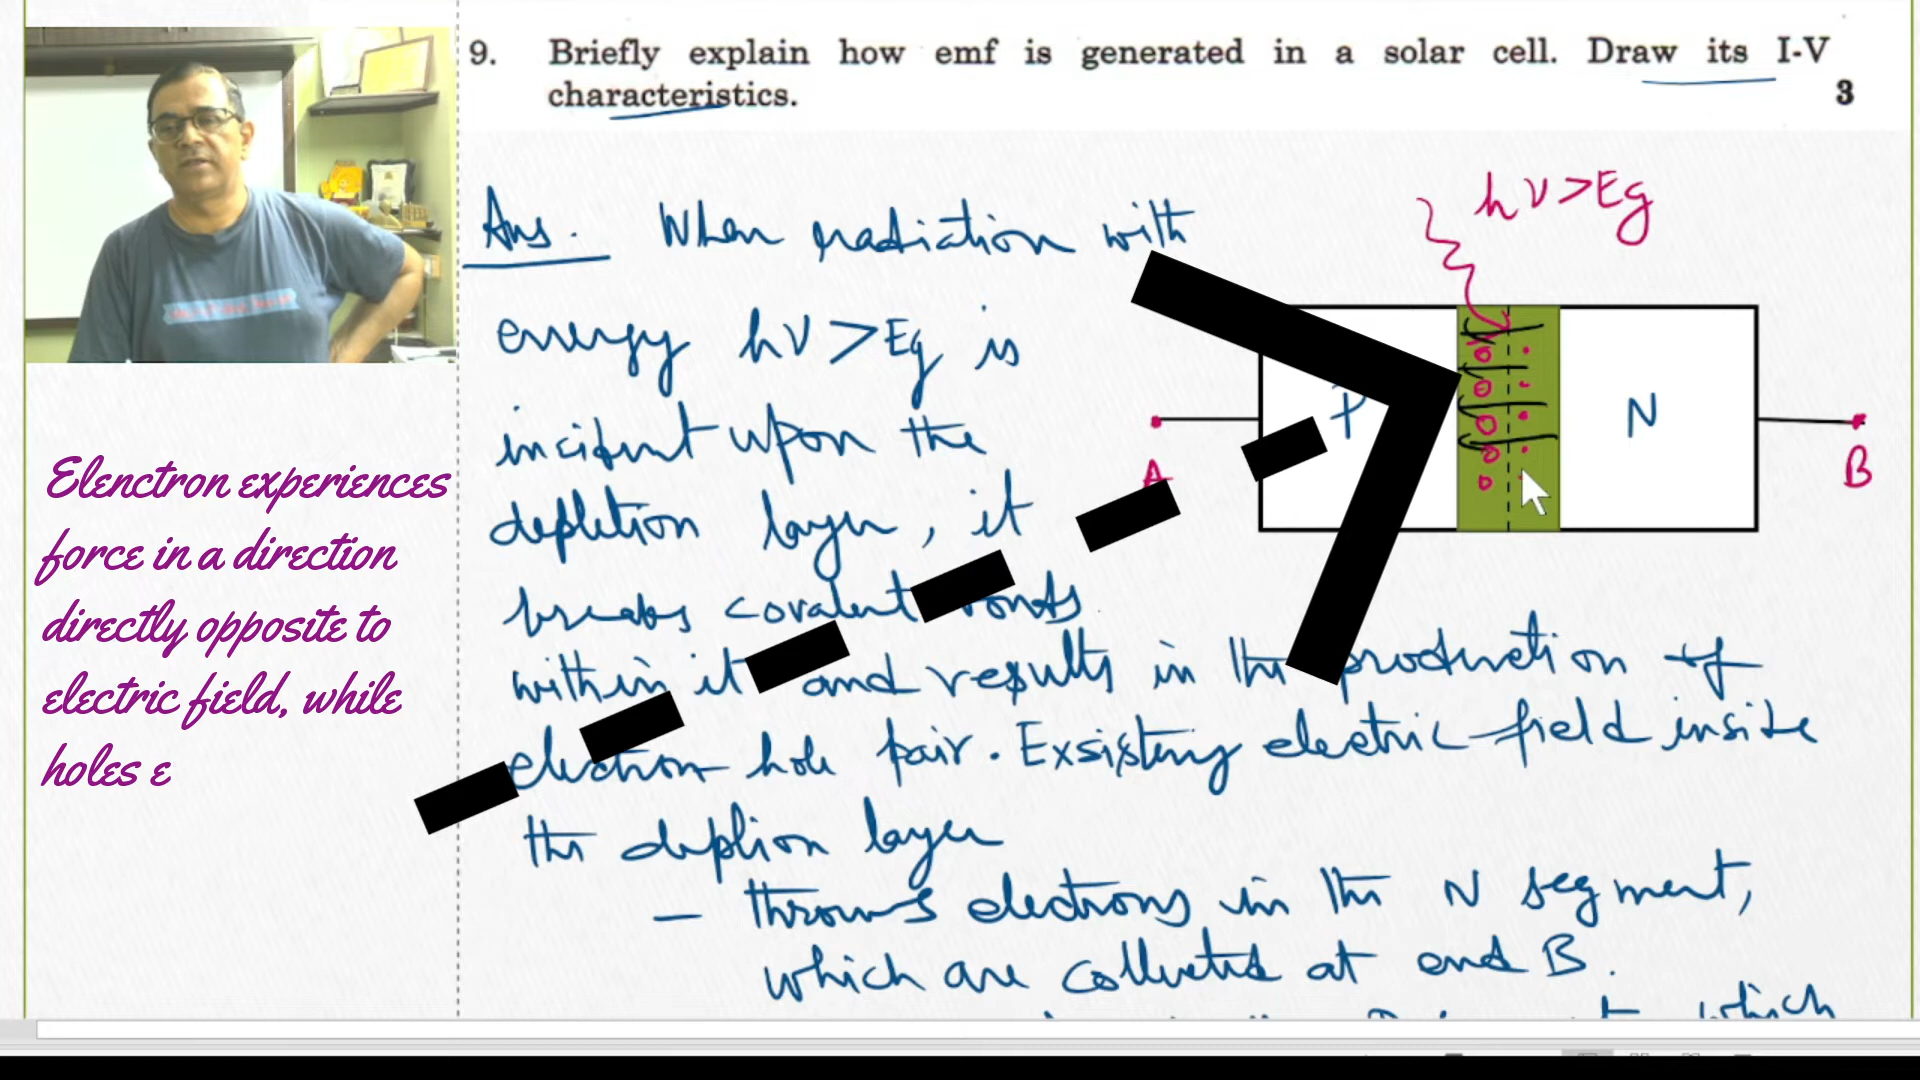 9. Briefly explain how emf is generated in a solar cell. Draw its I-V
characteristics. 3
Ans. When radiation with
energy hν > Eg is
incident upon the
depletion layer, it
breaks covalent bonds
within it and results in the production of
electron hole pair. Exsisting electric field inside
the deplion layer
– throws electrons in the N segment,
which are collected at end B.
which
hν > Eg
P
N
A
B
Elenctron experiences
force in a direction
directly opposite to
electric field, while
holes e